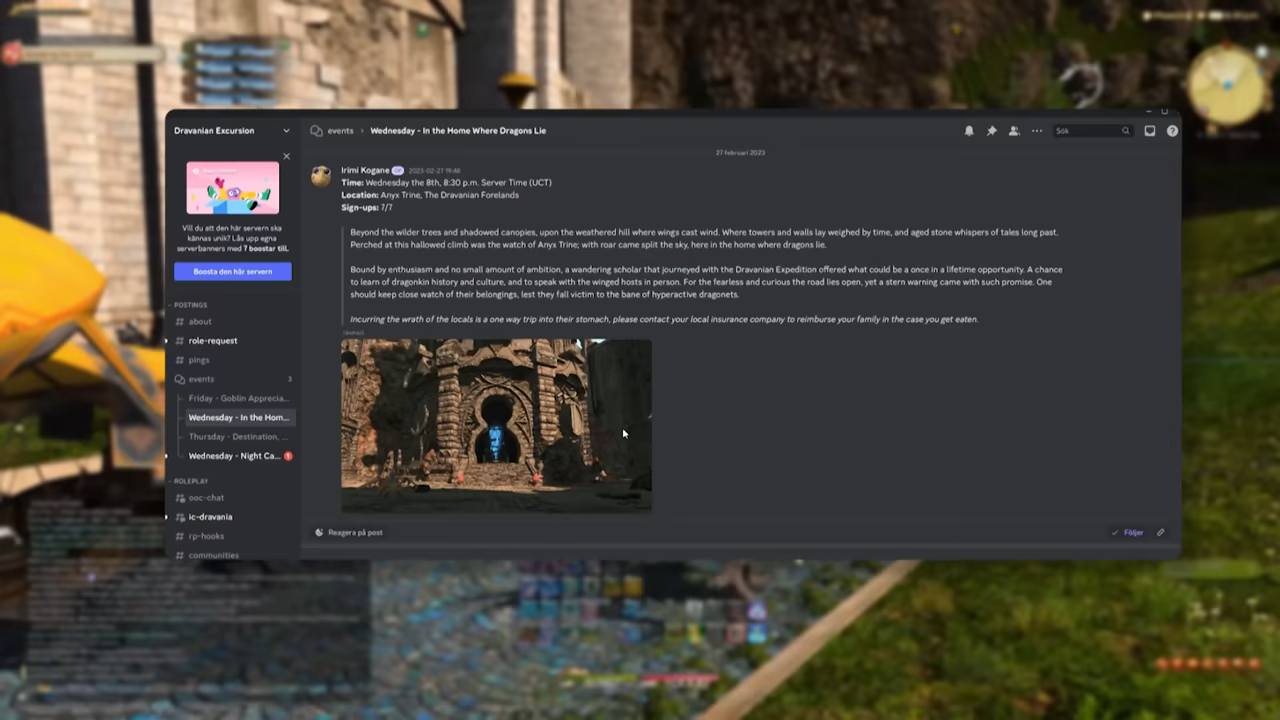 Dravanian Excursion
Vill du att den här servern ska
kännas unik? Lås upp egna
serverbanners med 7 boostar till.
Boosta den här servern
POSTINGS
about
role-request
pings
events 3
Friday - Goblin Apprecia...
Wednesday - In the Hom...
Thursday - Destination, ...
Wednesday - Night Ca... 1
ROLEPLAY
ooc-chat
ic-dravania
rp-hooks
communities
events › Wednesday - In the Home Where Dragons Lie
Sök
27 februari 2023
Irimi Kogane OP 2023-02-27 19:48
Time: Wednesday the 8th, 8:30 p.m. Server Time (UCT)
Location: Anyx Trine, The Dravanian Forelands
Sign-ups: 7/7
Beyond the wilder trees and shadowed canopies, upon the weathered hill where wings cast wind. Where towers and walls lay weighed by time, and aged stone whispers of tales long past.
Perched at this hallowed climb was the watch of Anyx Trine; with roar came split the sky, here in the home where dragons lie.
Bound by enthusiasm and no small amount of ambition, a wandering scholar that journeyed with the Dravanian Expedition offered what could be a once in a lifetime opportunity. A chance
to learn of dragonkin history and culture, and to speak with the winged hosts in person. For the fearless and curious the road lies open, yet a stern warning came with such promise. One
should keep close watch of their belongings, lest they fall victim to the bane of hyperactive dragonets.
Incurring the wrath of the locals is a one way trip into their stomach, please contact your local insurance company to reimburse your family in the case you get eaten.
Reagera på post
Följer